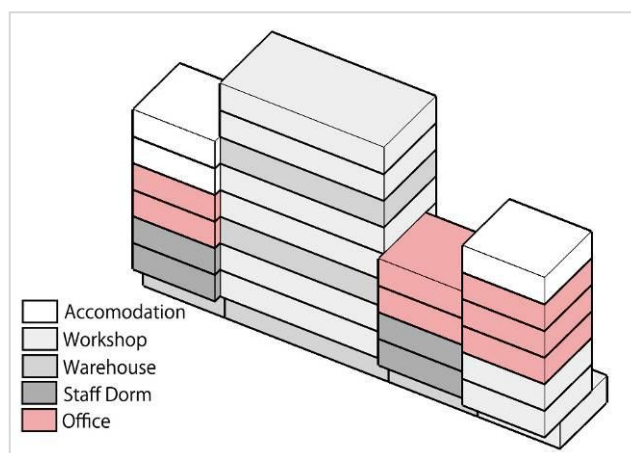 Accomodation
Workshop
Warehouse
Staff Dorm
Office